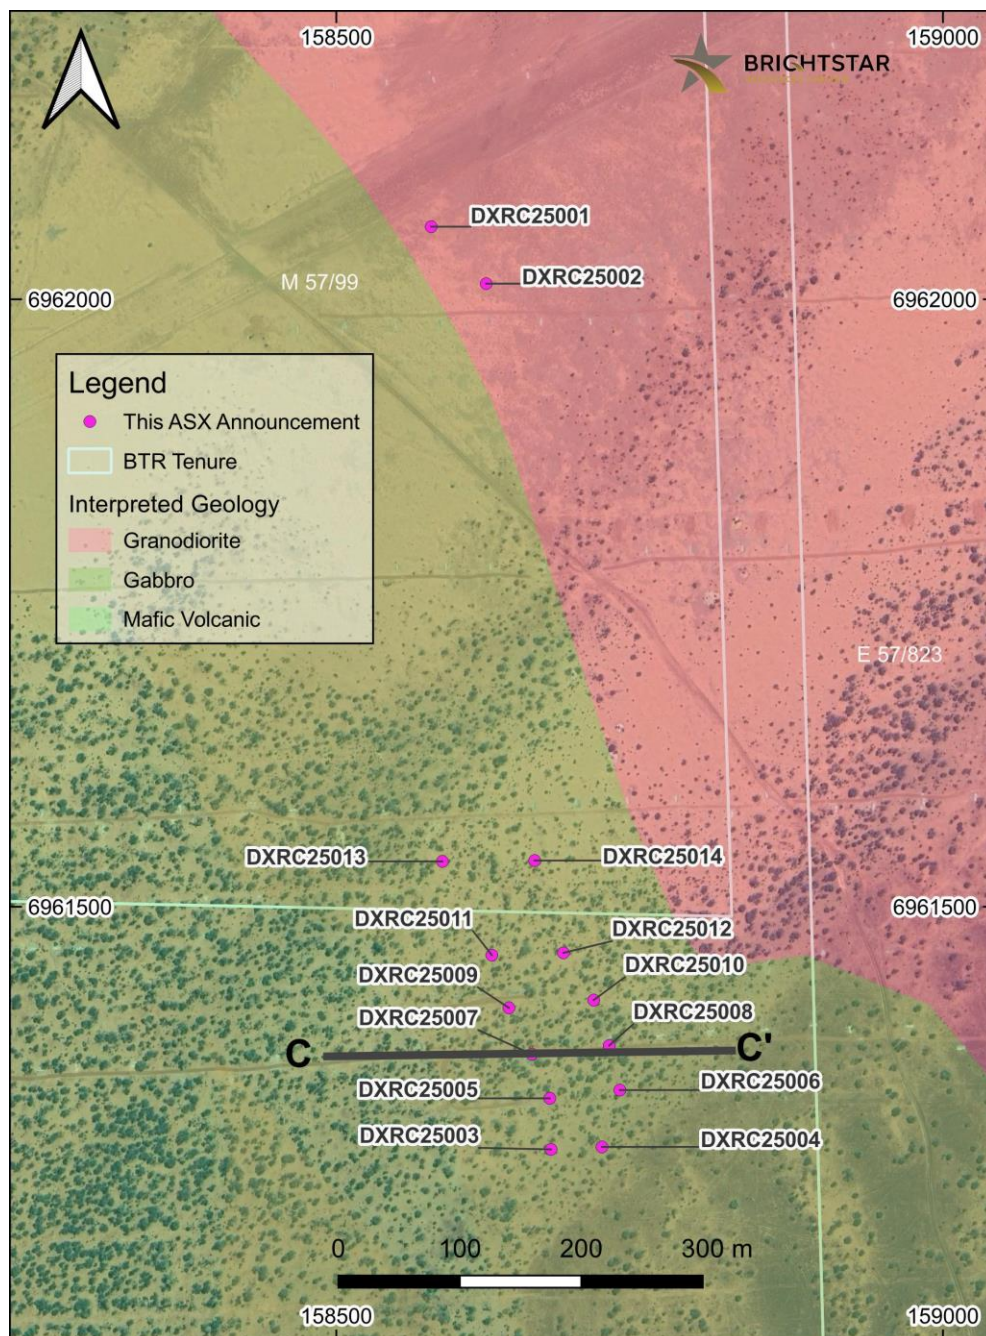 158500
159000
BRIGHTSTAR
DXRC25001
DXRC25002
M 57/99
6962000
6962000
Legend
This ASX Announcement
BTR Tenure
Interpreted Geology
Granodiorite
Gabbro
Mafic Volcanic
E 57/823
DXRC25013
DXRC25014
6961500
6961500
DXRC25011
DXRC25012
DXRC25009
DXRC25010
DXRC25007
DXRC25008
C
C'
DXRC25005
DXRC25006
DXRC25003
DXRC25004
0 100 200 300 m
158500
159000